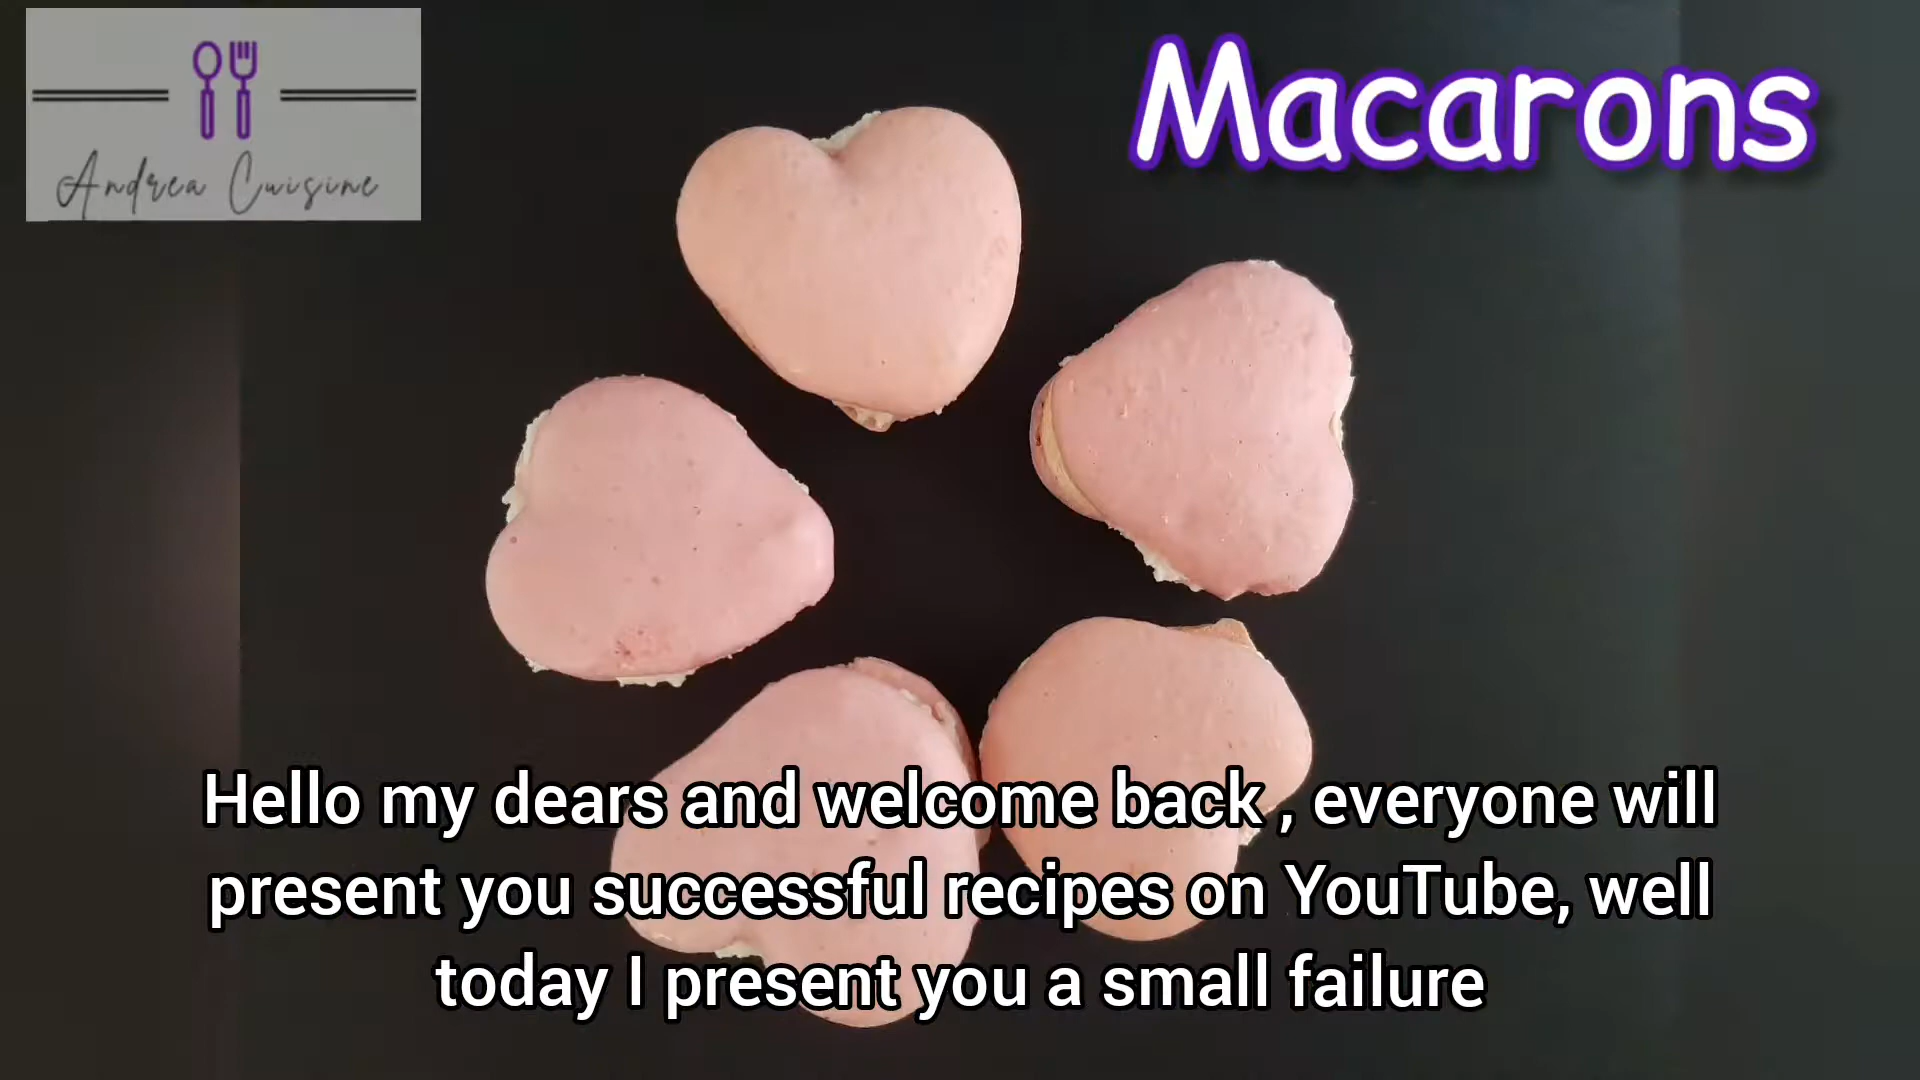 Andrea Cuisine
Macarons
Hello my dears and welcome back , everyone will
present you successful recipes on YouTube, well
today I present you a small failure